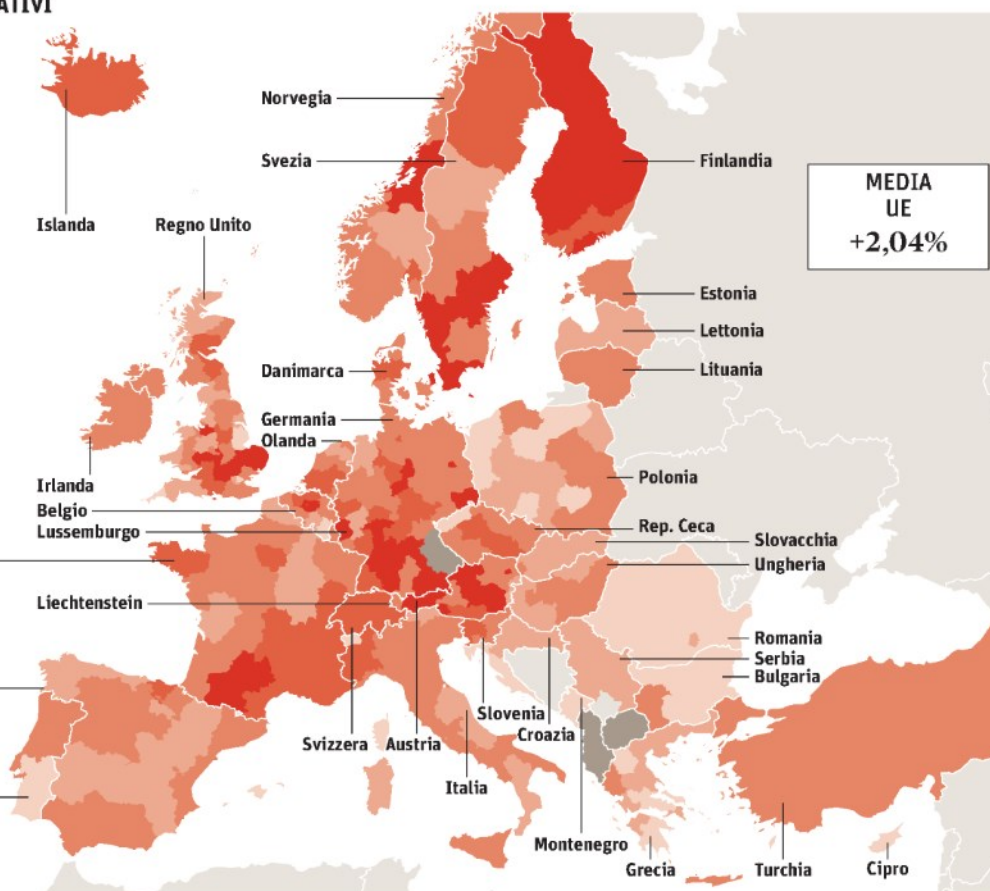 ATIVI
Norvegia
Svezia
Finlandia
MEDIA
UE
+2,04%
Islanda
Regno Unito
Estonia
Lettonia
Lituania
Danimarca
Germania
Olanda
Irlanda
Belgio
Lussemburgo
Polonia
Rep. Ceca
Slovacchia
Ungheria
Liechtenstein
Romania
Serbia
Bulgaria
Slovenia
Croazia
Svizzera
Austria
Italia
Montenegro
Grecia
Turchia
Cipro